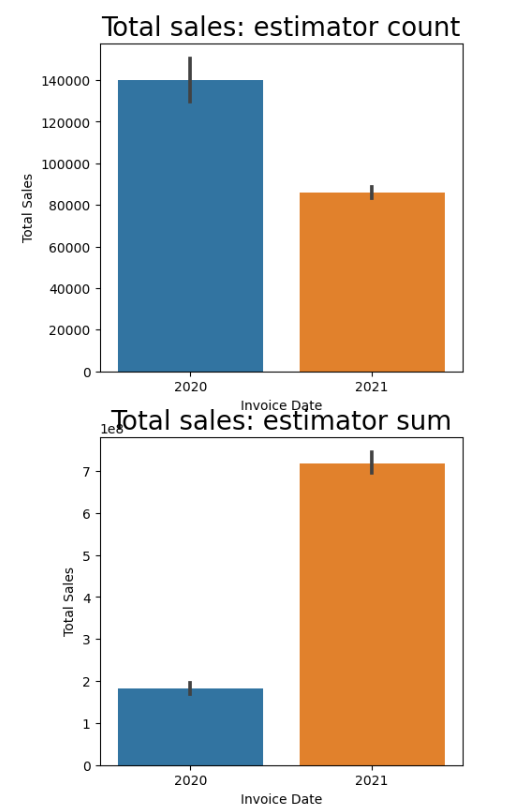 Total sales: estimator count
140000
120000
100000
80000
60000
40000
20000
0
Total Sales
2020 2021
Invoice Date
Total sales: estimator sum
1e8
7
6
5
4
3
2
1
0
Total Sales
2020 2021
Invoice Date